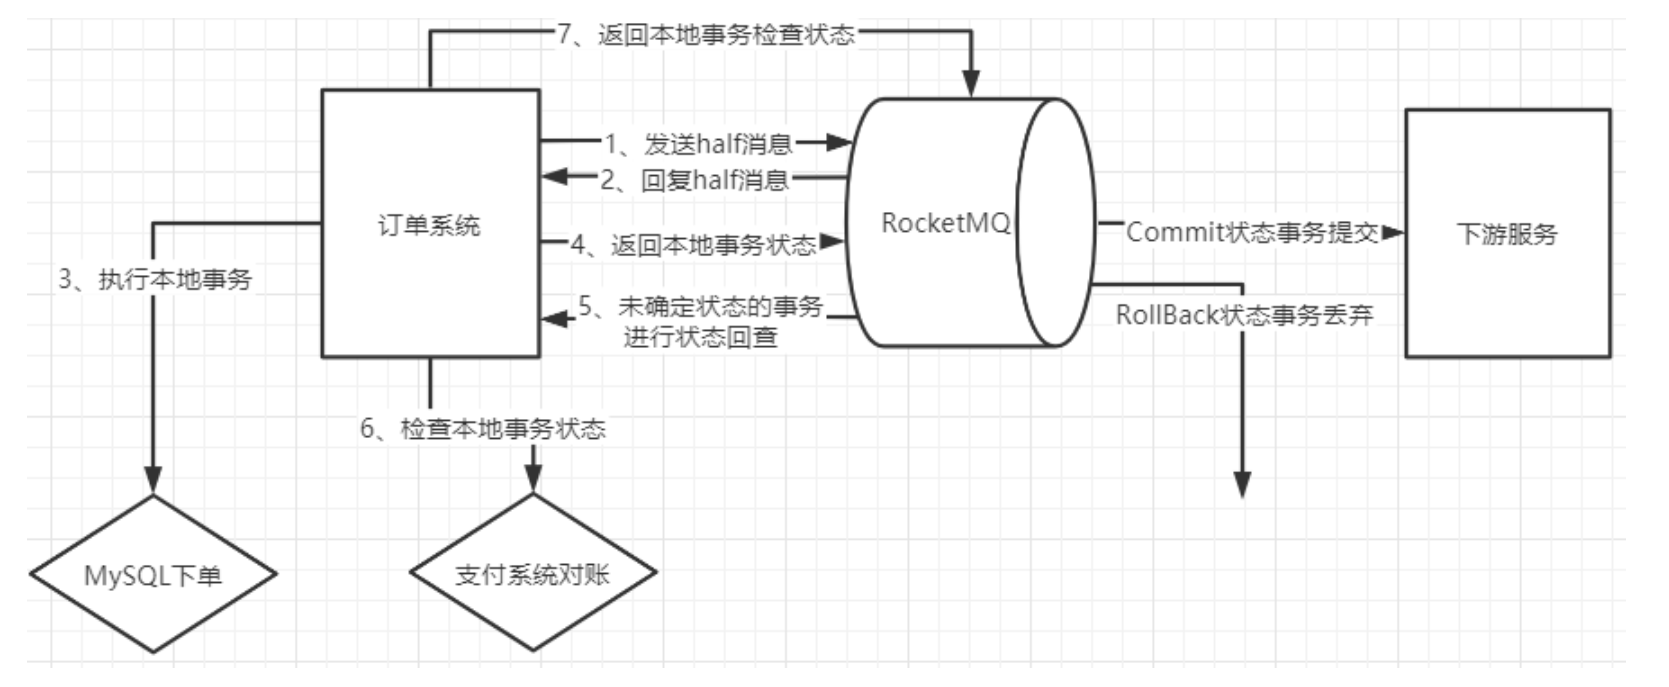 7、返回本地事务检查状态
1、发送half消息
2、回复half消息
订单系统
RocketMQ
Commit状态事务提交
下游服务
4、返回本地事务状态
3、执行本地事务
5、未确定状态的事务
进行状态回查
RollBack状态事务丢弃
6、检查本地事务状态
MySQL下单
支付系统对账